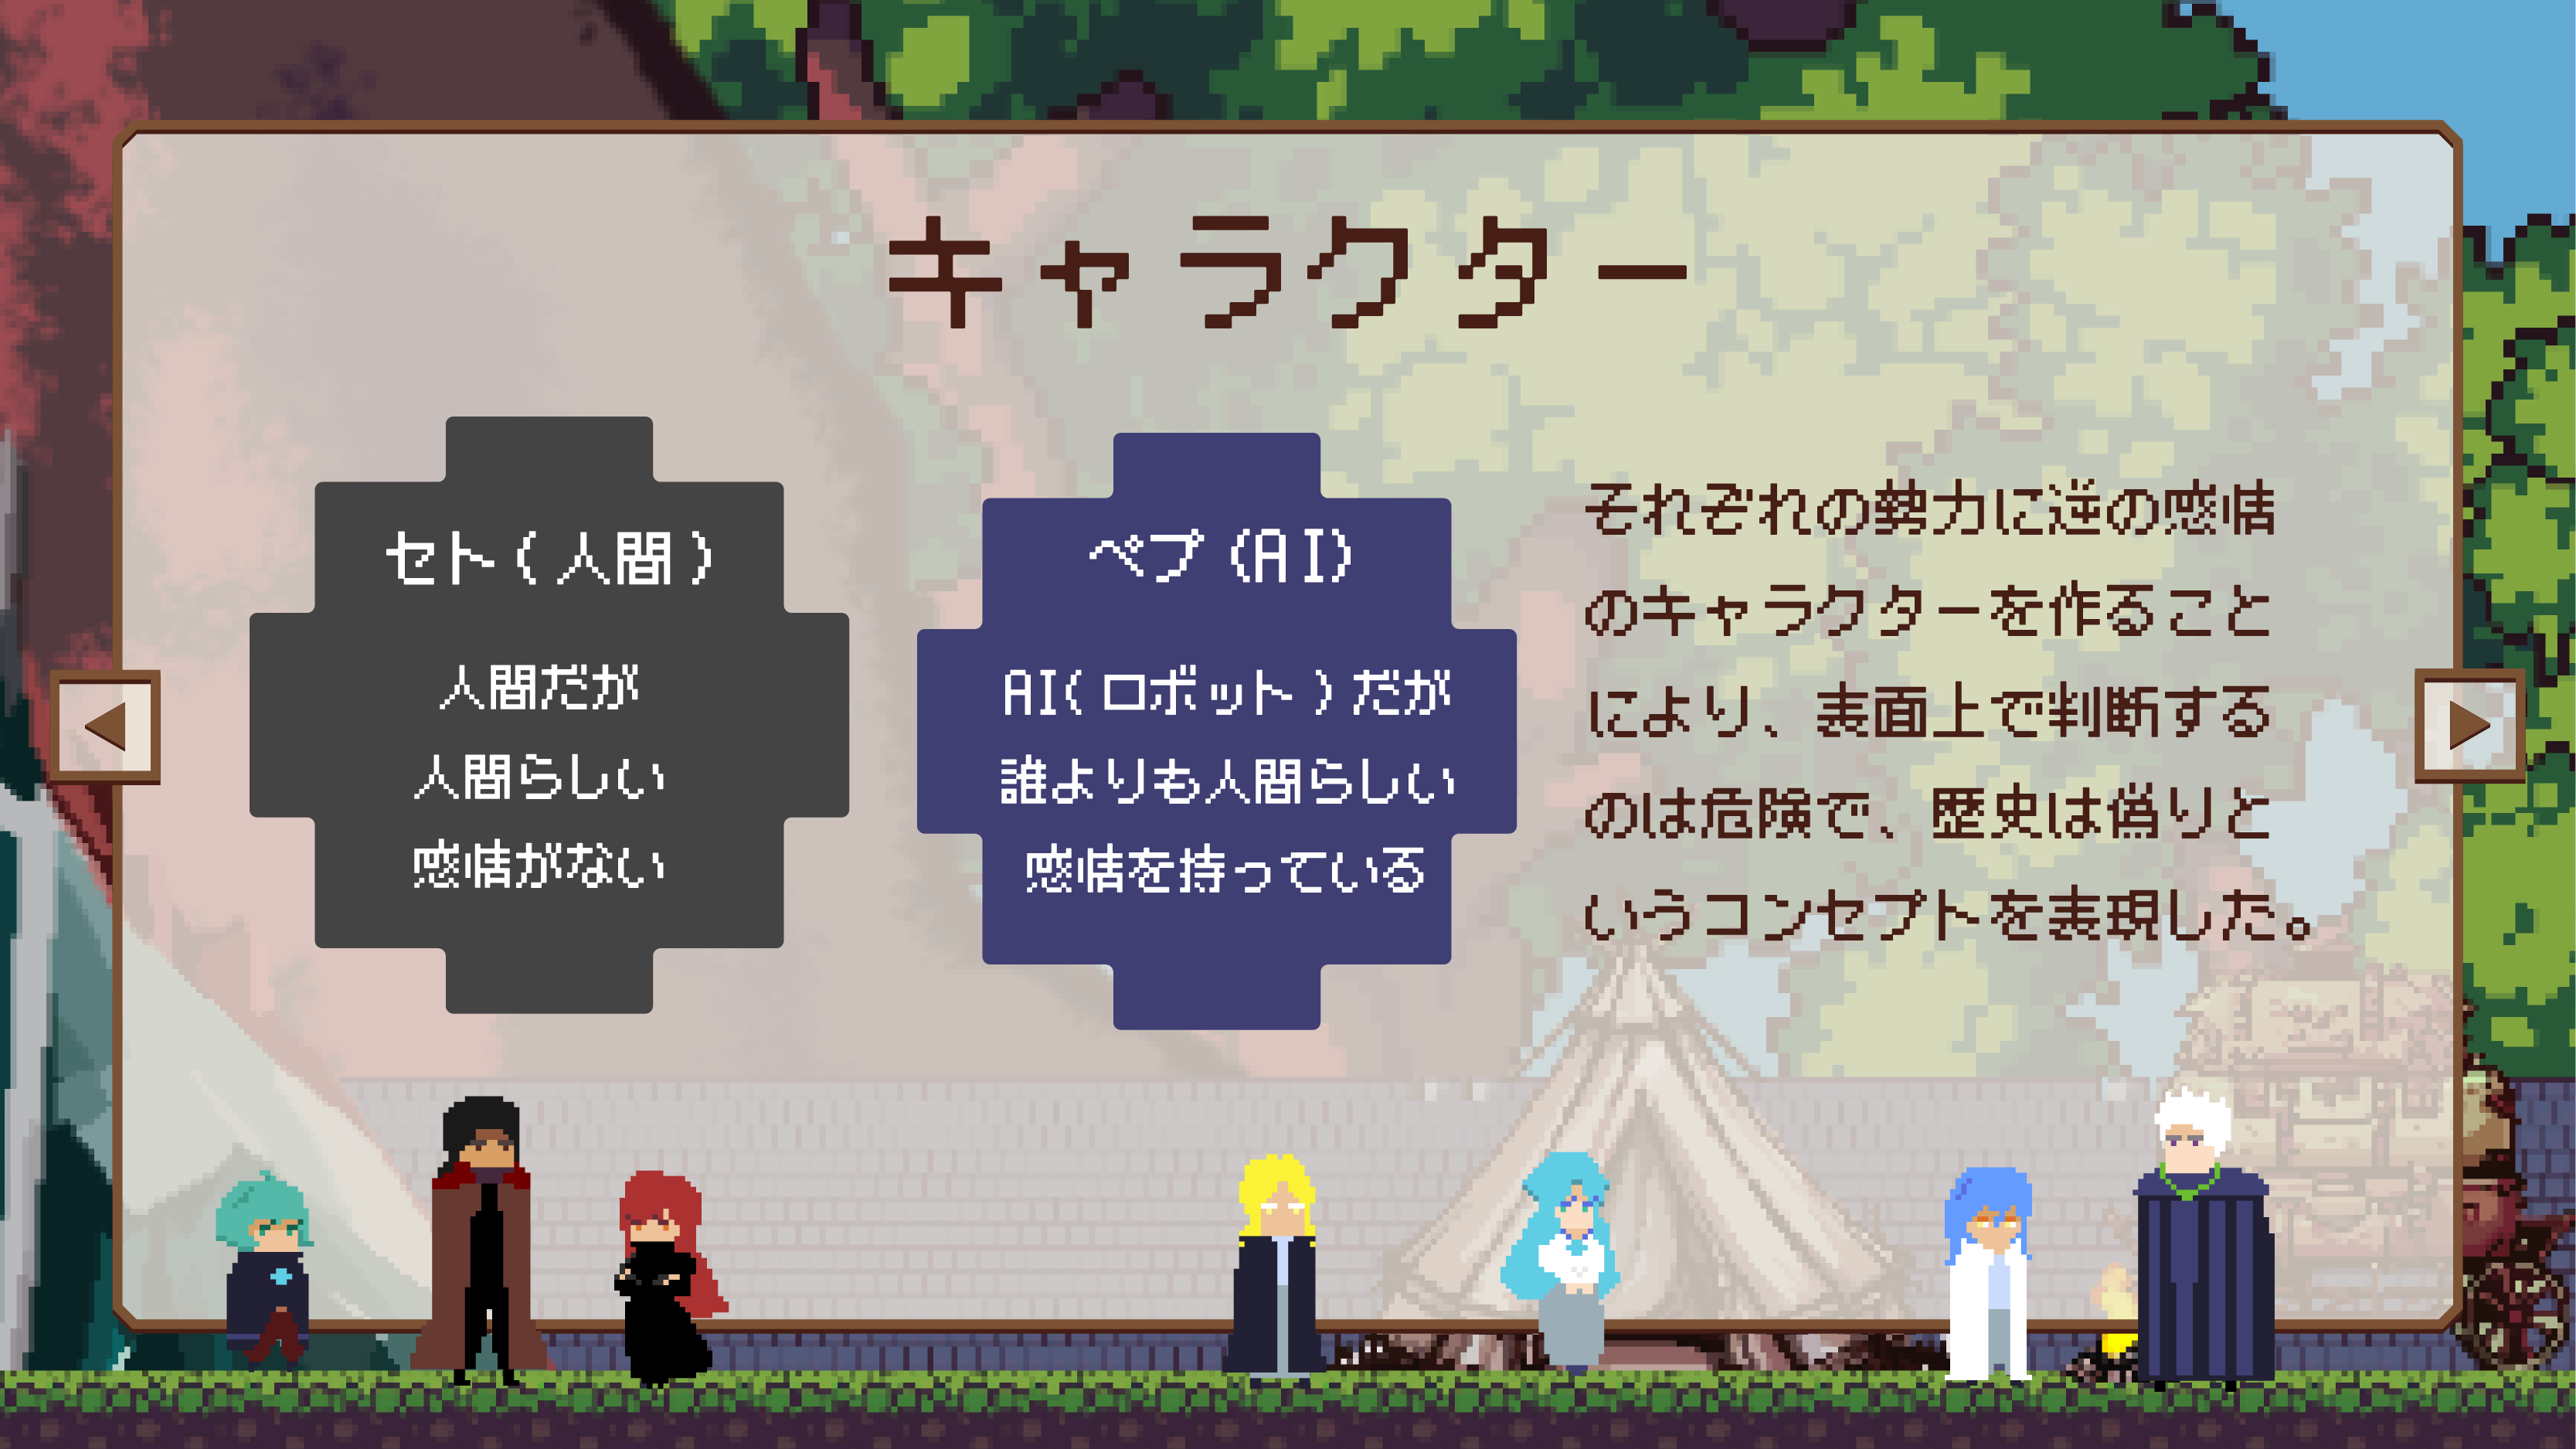 キャラクター
セト(人間)
人間だが
人間らしい
感情がない
ペプ(AI)
AI(ロボット)だが
誰よりも人間らしい
感情を持っている
それぞれの勢力に逆の感情
のキャラクターを作ること
により、表面上で判断する
のは危険で、歴史は偽りと
いうコンセプトを表現した。